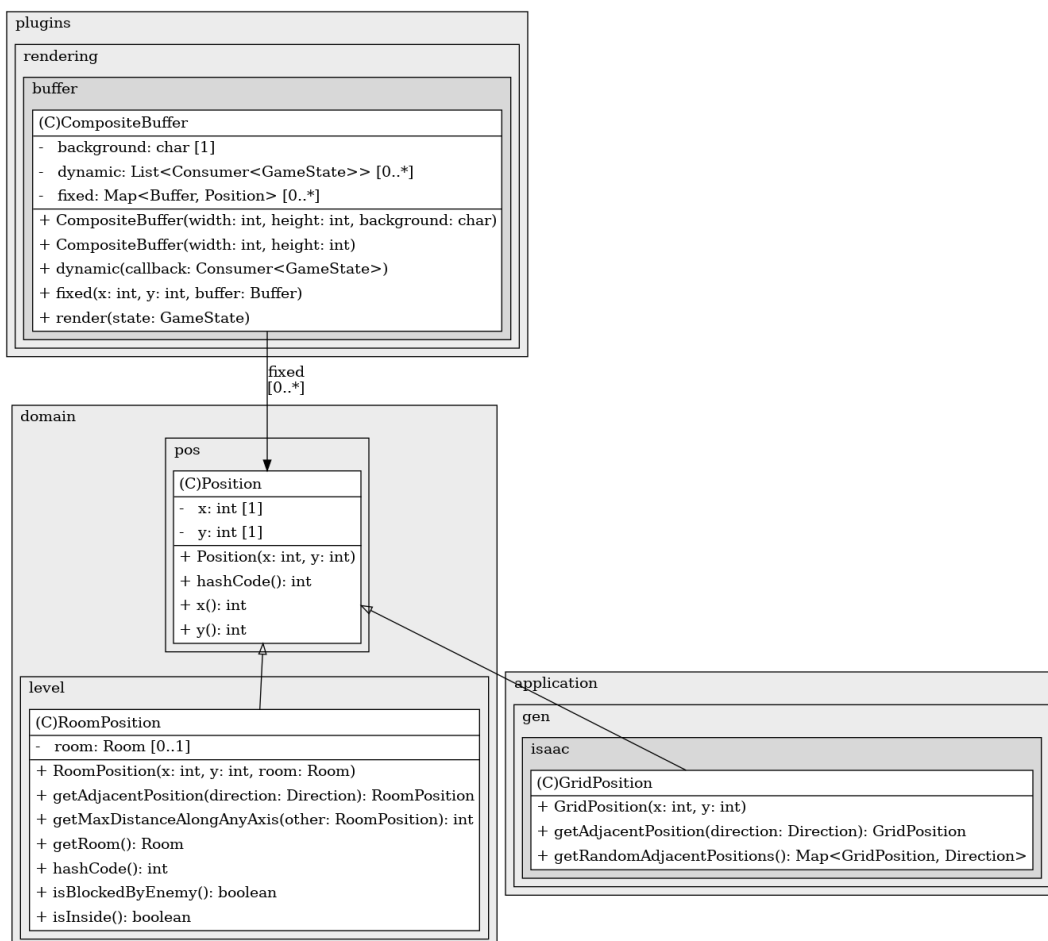 plugins
rendering
buffer
(C)CompositeBuffer
- background: char [1]
- dynamic: List<Consumer<GameState>> [0..*]
- fixed: Map<Buffer, Position> [0..*]
+ CompositeBuffer(width: int, height: int, background: char)
+ CompositeBuffer(width: int, height: int)
+ dynamic(callback: Consumer<GameState>)
+ fixed(x: int, y: int, buffer: Buffer)
+ render(state: GameState)
fixed
[0..*]
domain
pos
(C)Position
- x: int [1]
- y: int [1]
+ Position(x: int, y: int)
+ hashCode(): int
+ x(): int
+ y(): int
level
(C)RoomPosition
- room: Room [0..1]
+ RoomPosition(x: int, y: int, room: Room)
+ getAdjacentPosition(direction: Direction): RoomPosition
+ getMaxDistanceAlongAnyAxis(other: RoomPosition): int
+ getRoom(): Room
+ hashCode(): int
+ isBlockedByEnemy(): boolean
+ isInside(): boolean
application
gen
isaac
(C)GridPosition
+ GridPosition(x: int, y: int)
+ getAdjacentPosition(direction: Direction): GridPosition
+ getRandomAdjacentPositions(): Map<GridPosition, Direction>